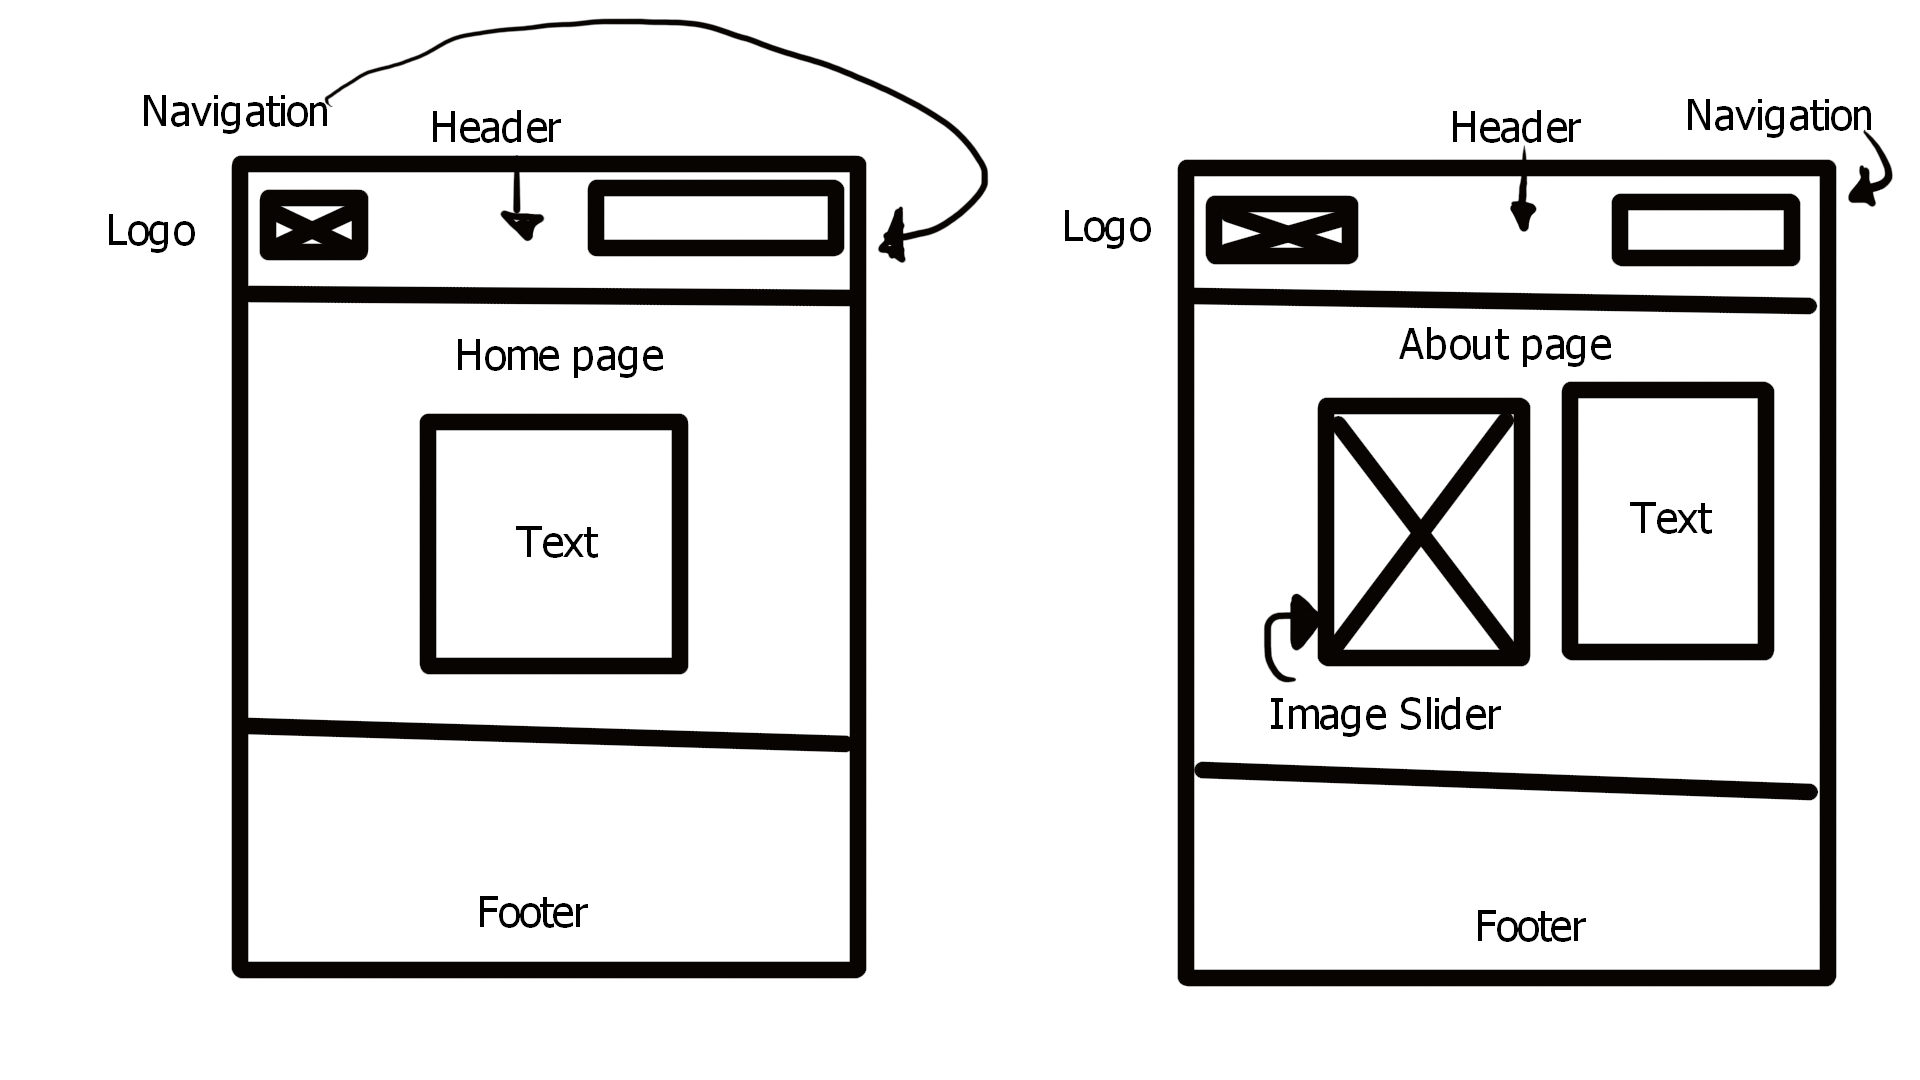 Navigation
Header
Logo
Home page
Text
Footer
Header
Navigation
Logo
About page
Text
Image Slider
Footer